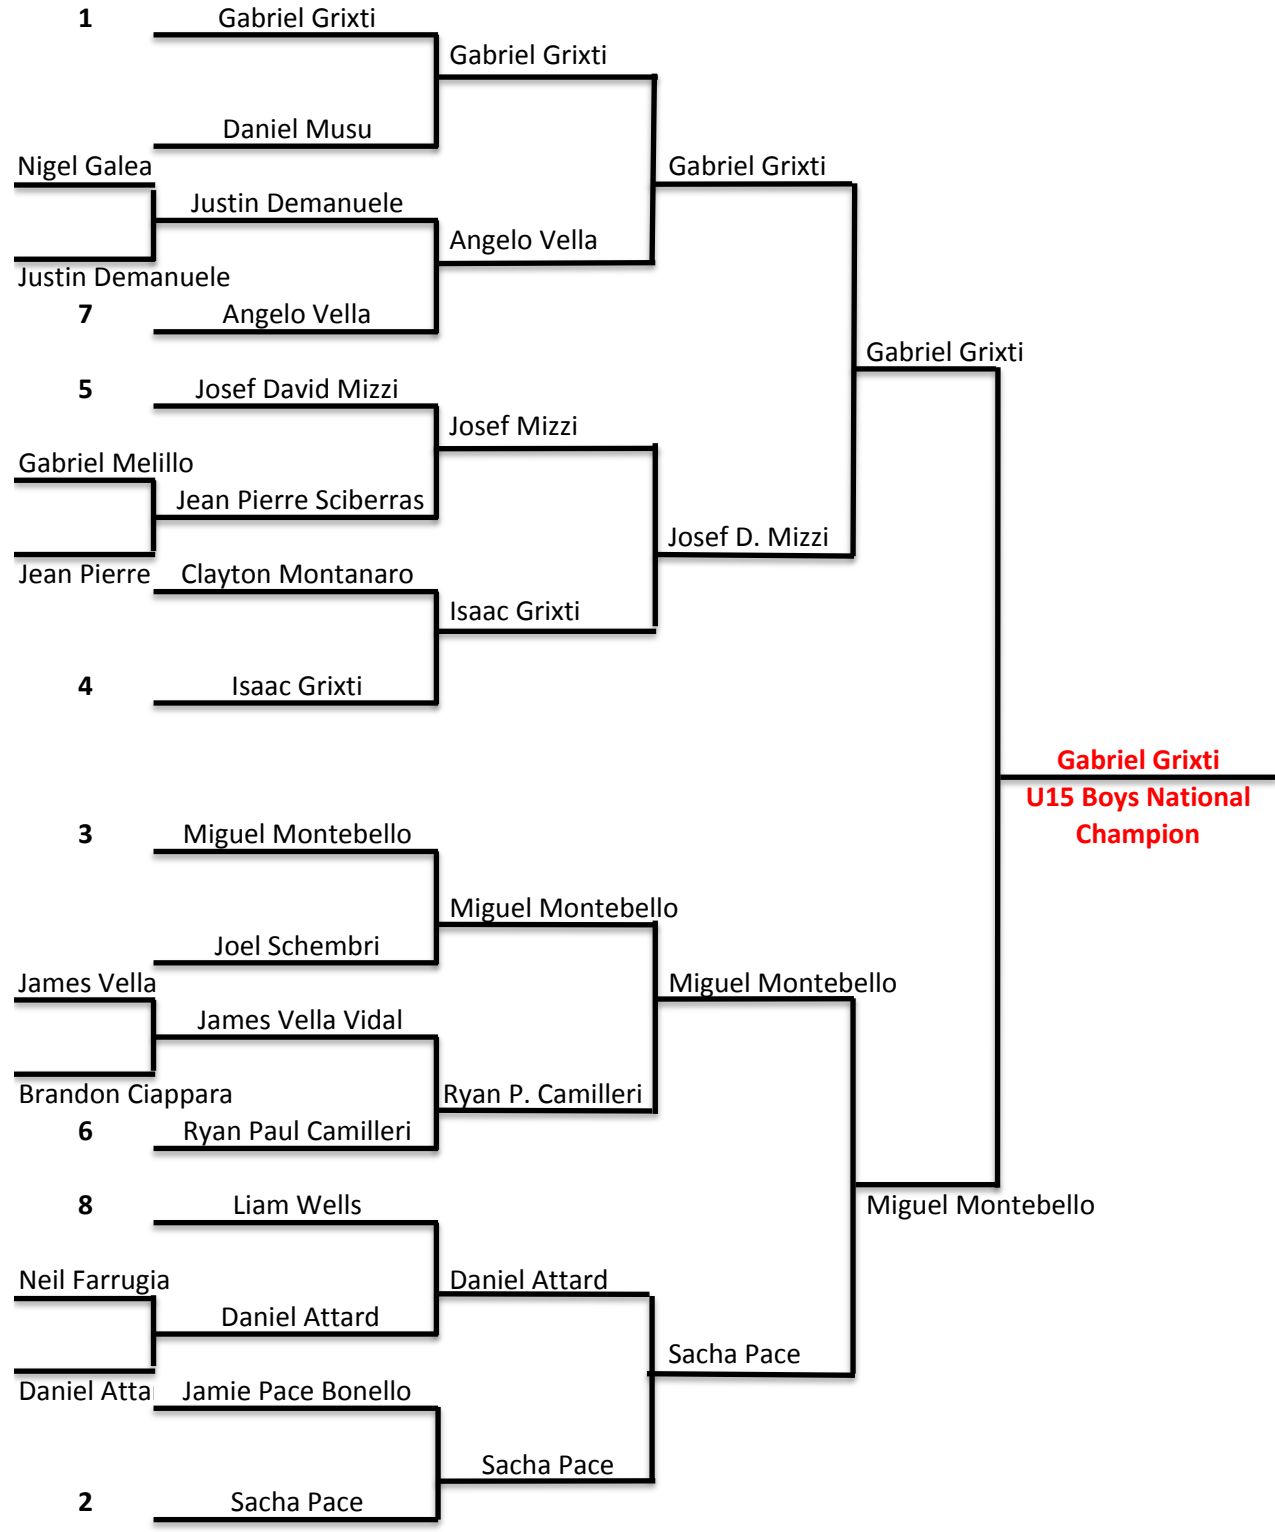 1
Gabriel Grixti
Gabriel Grixti
Daniel Musu
Nigel Galea
Gabriel Grixti
Justin Demanuele
Angelo Vella
Justin Demanuele
7
Angelo Vella
Gabriel Grixti
5
Josef David Mizzi
Josef Mizzi
Gabriel Melillo
Jean Pierre Sciberras
Josef D. Mizzi
Jean Pierre
Clayton Montanaro
Isaac Grixti
4
Isaac Grixti
Gabriel Grixti
U15 Boys National
Champion
3
Miguel Montebello
Miguel Montebello
Joel Schembri
James Vella
Miguel Montebello
James Vella Vidal
Brandon Ciappara
Ryan P. Camilleri
6
Ryan Paul Camilleri
8
Liam Wells
Miguel Montebello
Neil Farrugia
Daniel Attard
Daniel Attard
Sacha Pace
Daniel Atta
Jamie Pace Bonello
Sacha Pace
2
Sacha Pace